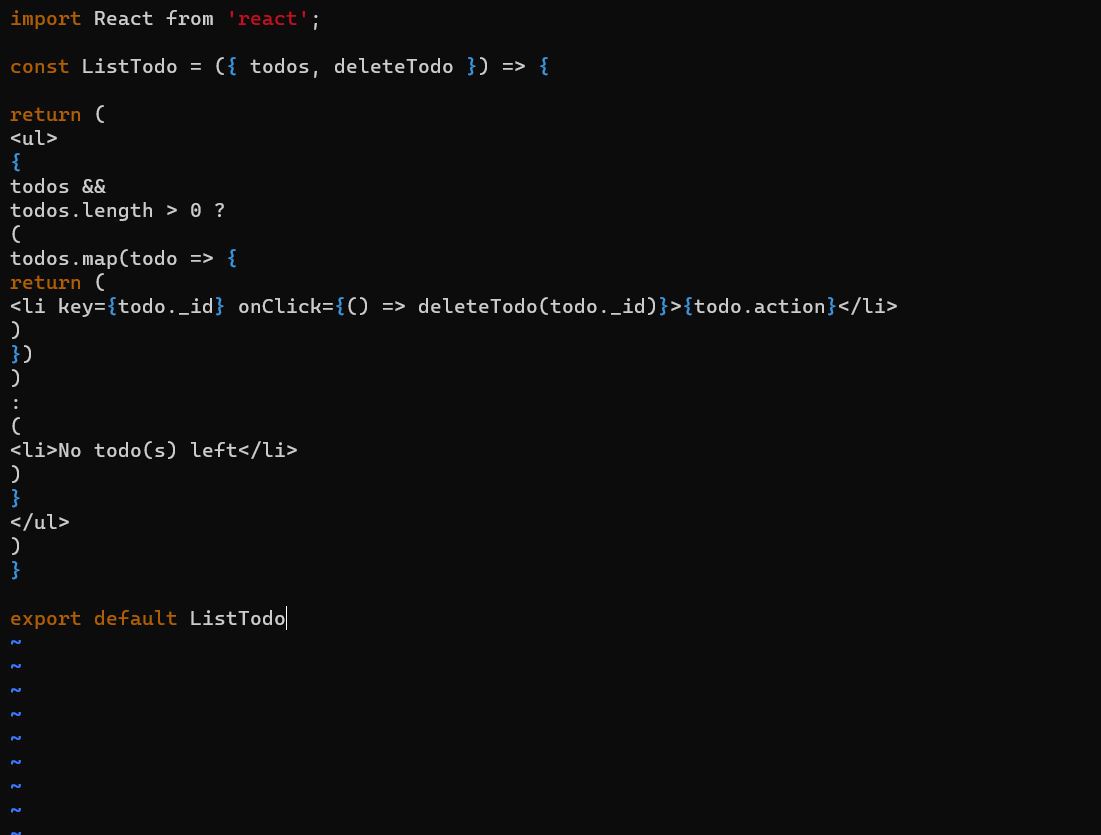 import React from 'react';
const ListTodo = ({ todos, deleteTodo }) => {
return (
<ul>
{
todos &&
todos.length > 0 ?
(
todos.map(todo => {
return (
<li key={todo._id} onClick={() => deleteTodo(todo._id)}>{todo.action}</li>
)
})
)
:
(
<li>No todo(s) left</li>
)
}
</ul>
)
}
export default ListTodo
~
~
~
~
~
~
~
~
~